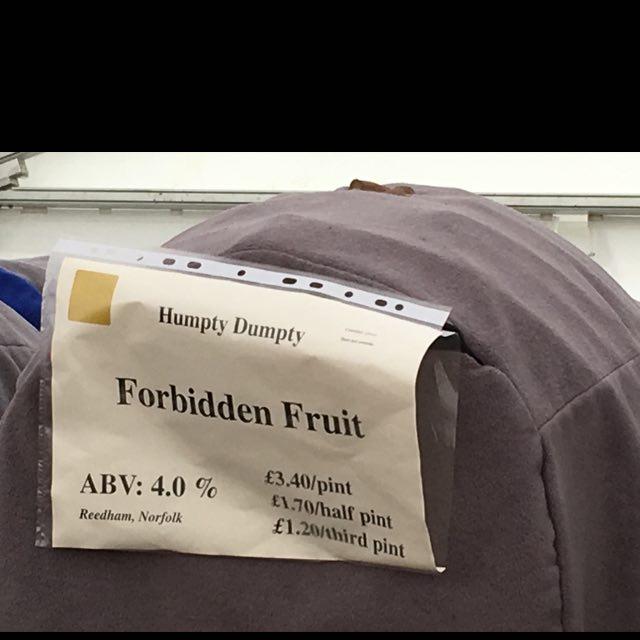 Humpty Dumpty
Forbidden Fruit
ABV: 4.0 %
Reedham, Norfolk
£3.40/pint
£1.70/half pint
£1.20/third pint